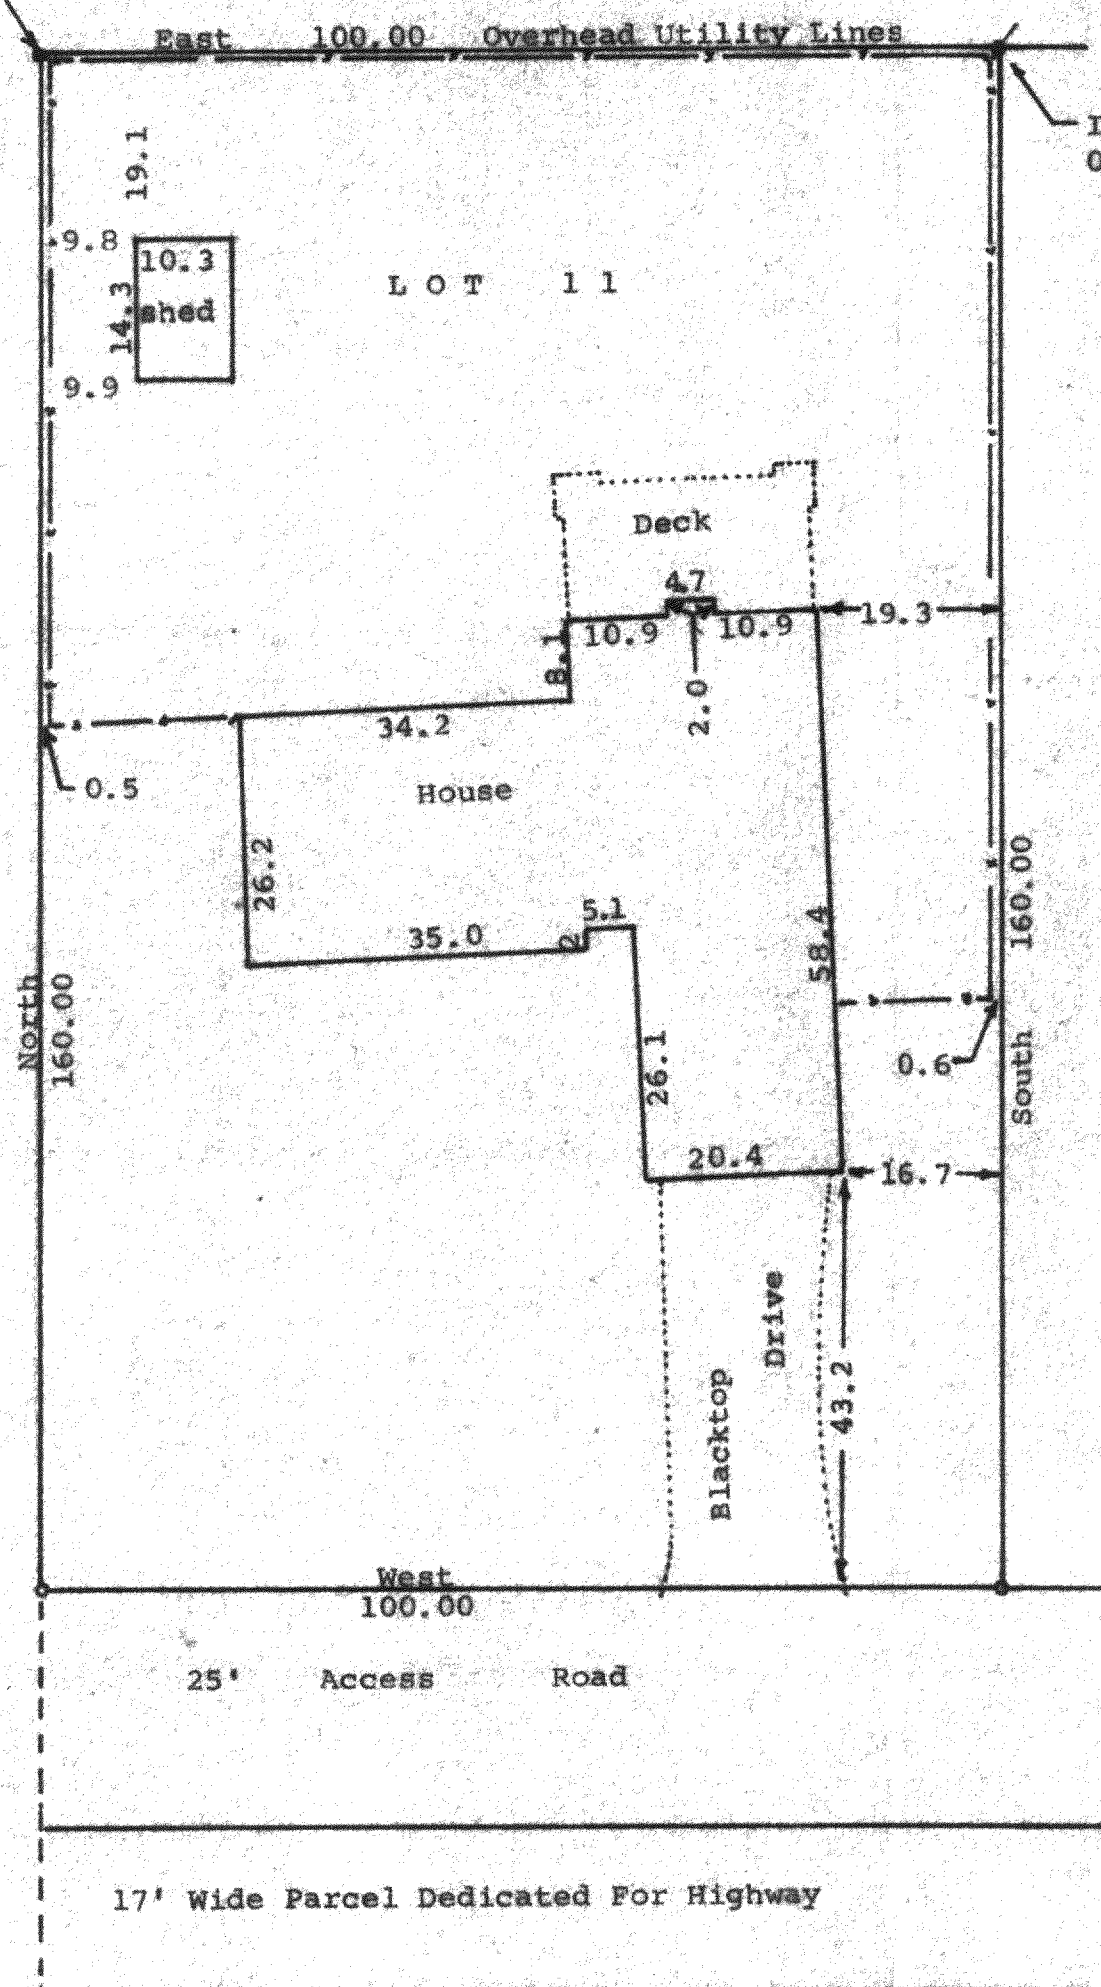 East 100.00 Overhead Utility Lines
19.1
9.8
10.3
14.3
shed
9.9
LOT 11
Deck
4.7
10.9
10.9
19.3
8.1
2.0
34.2
0.5
House
26.2
5.1
35.0
2
58.4
160.00
North
160.00
26.1
0.6
South
20.4
16.7
Drive
Blacktop
43.2
West
100.00
25' Access Road
17' Wide Parcel Dedicated For Highway